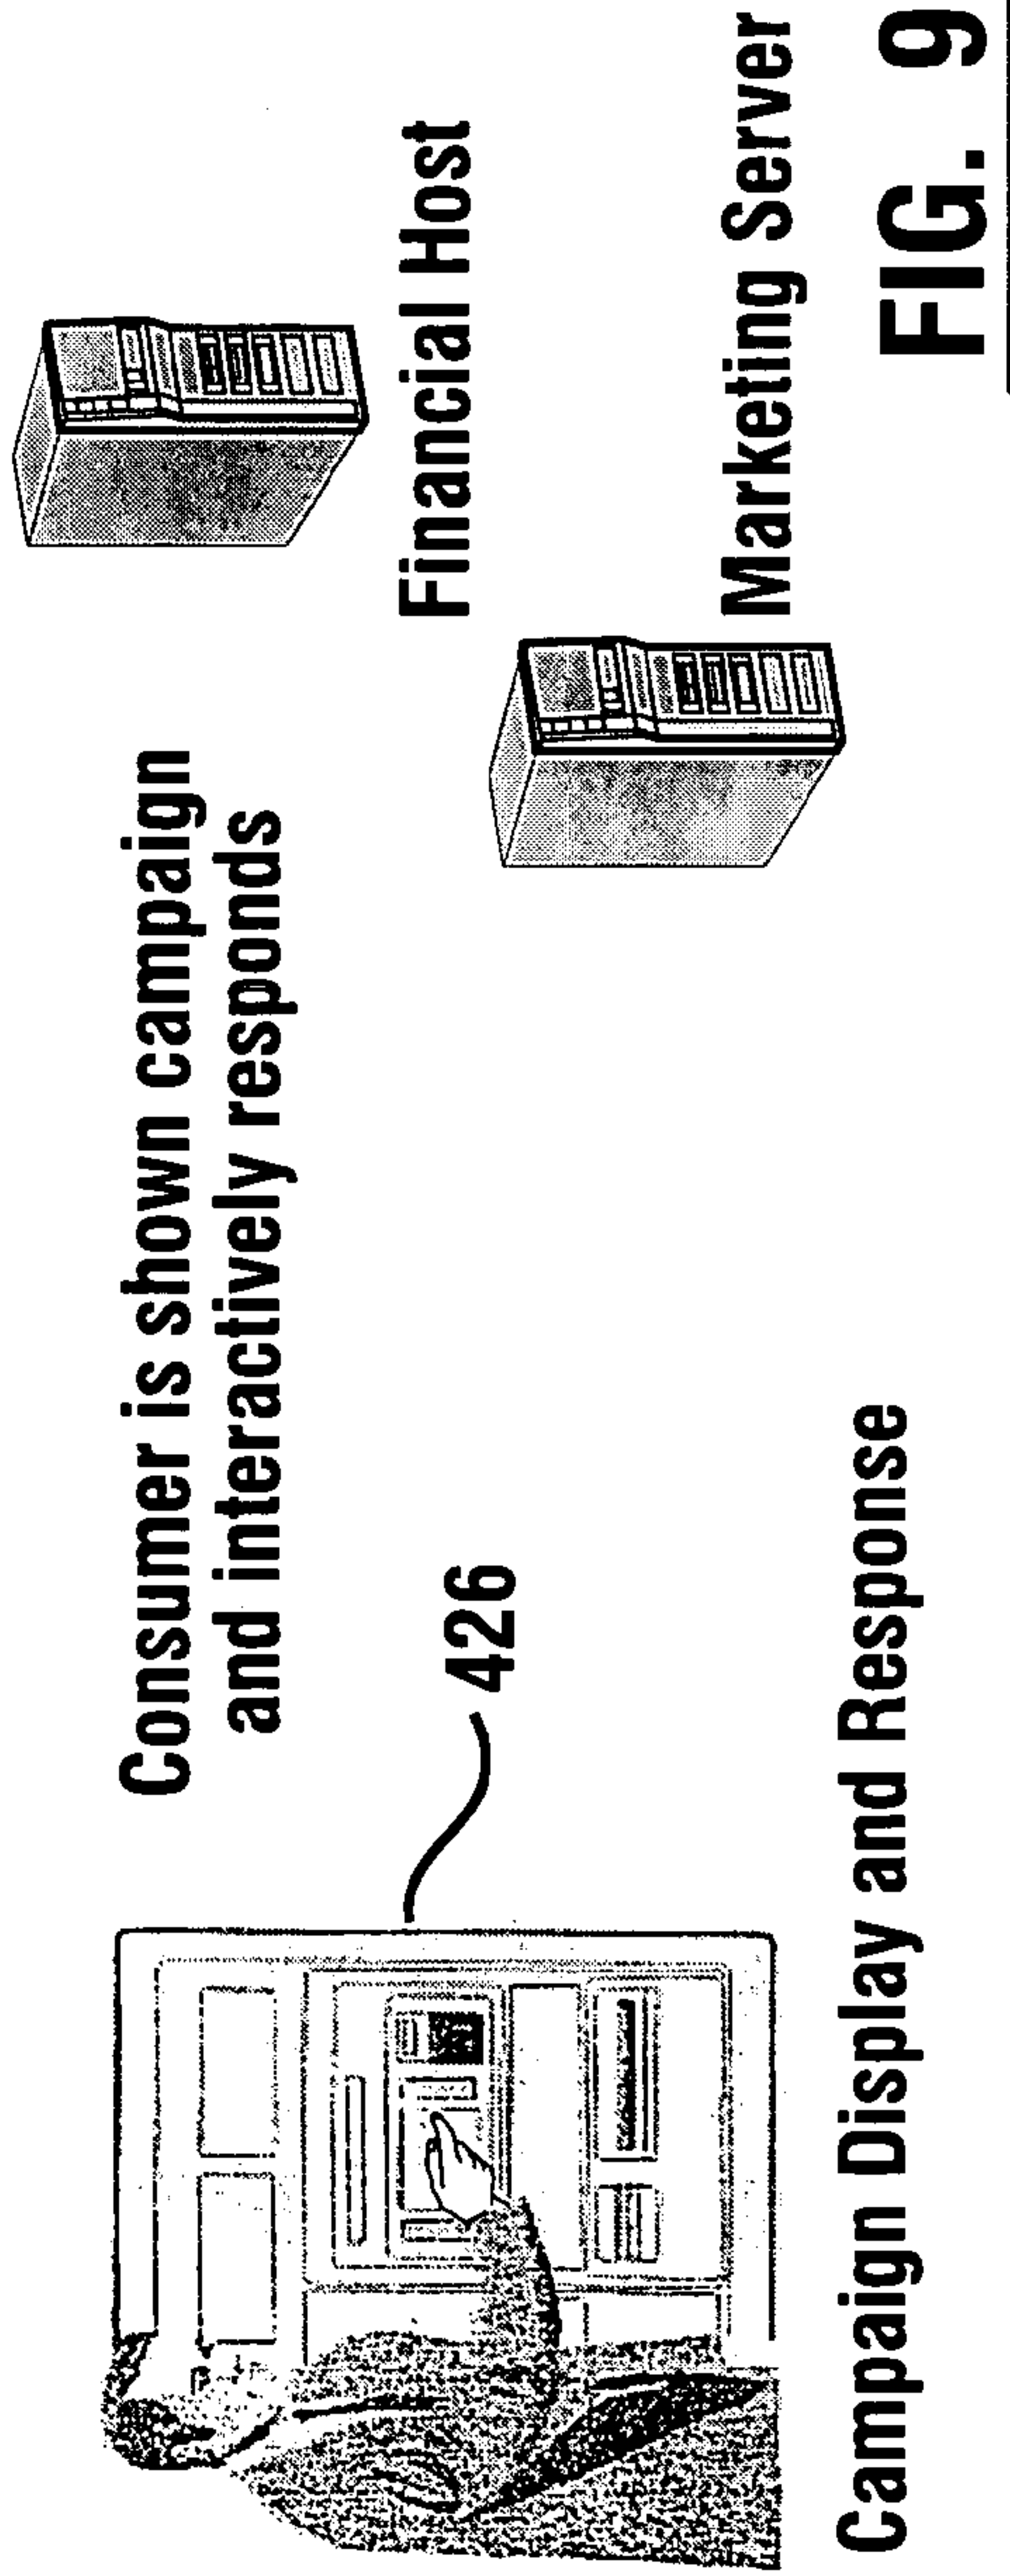 Consumer is shown campaign
and interactively responds
426
Financial Host
Marketing Server
Campaign Display and Response
FIG. 9